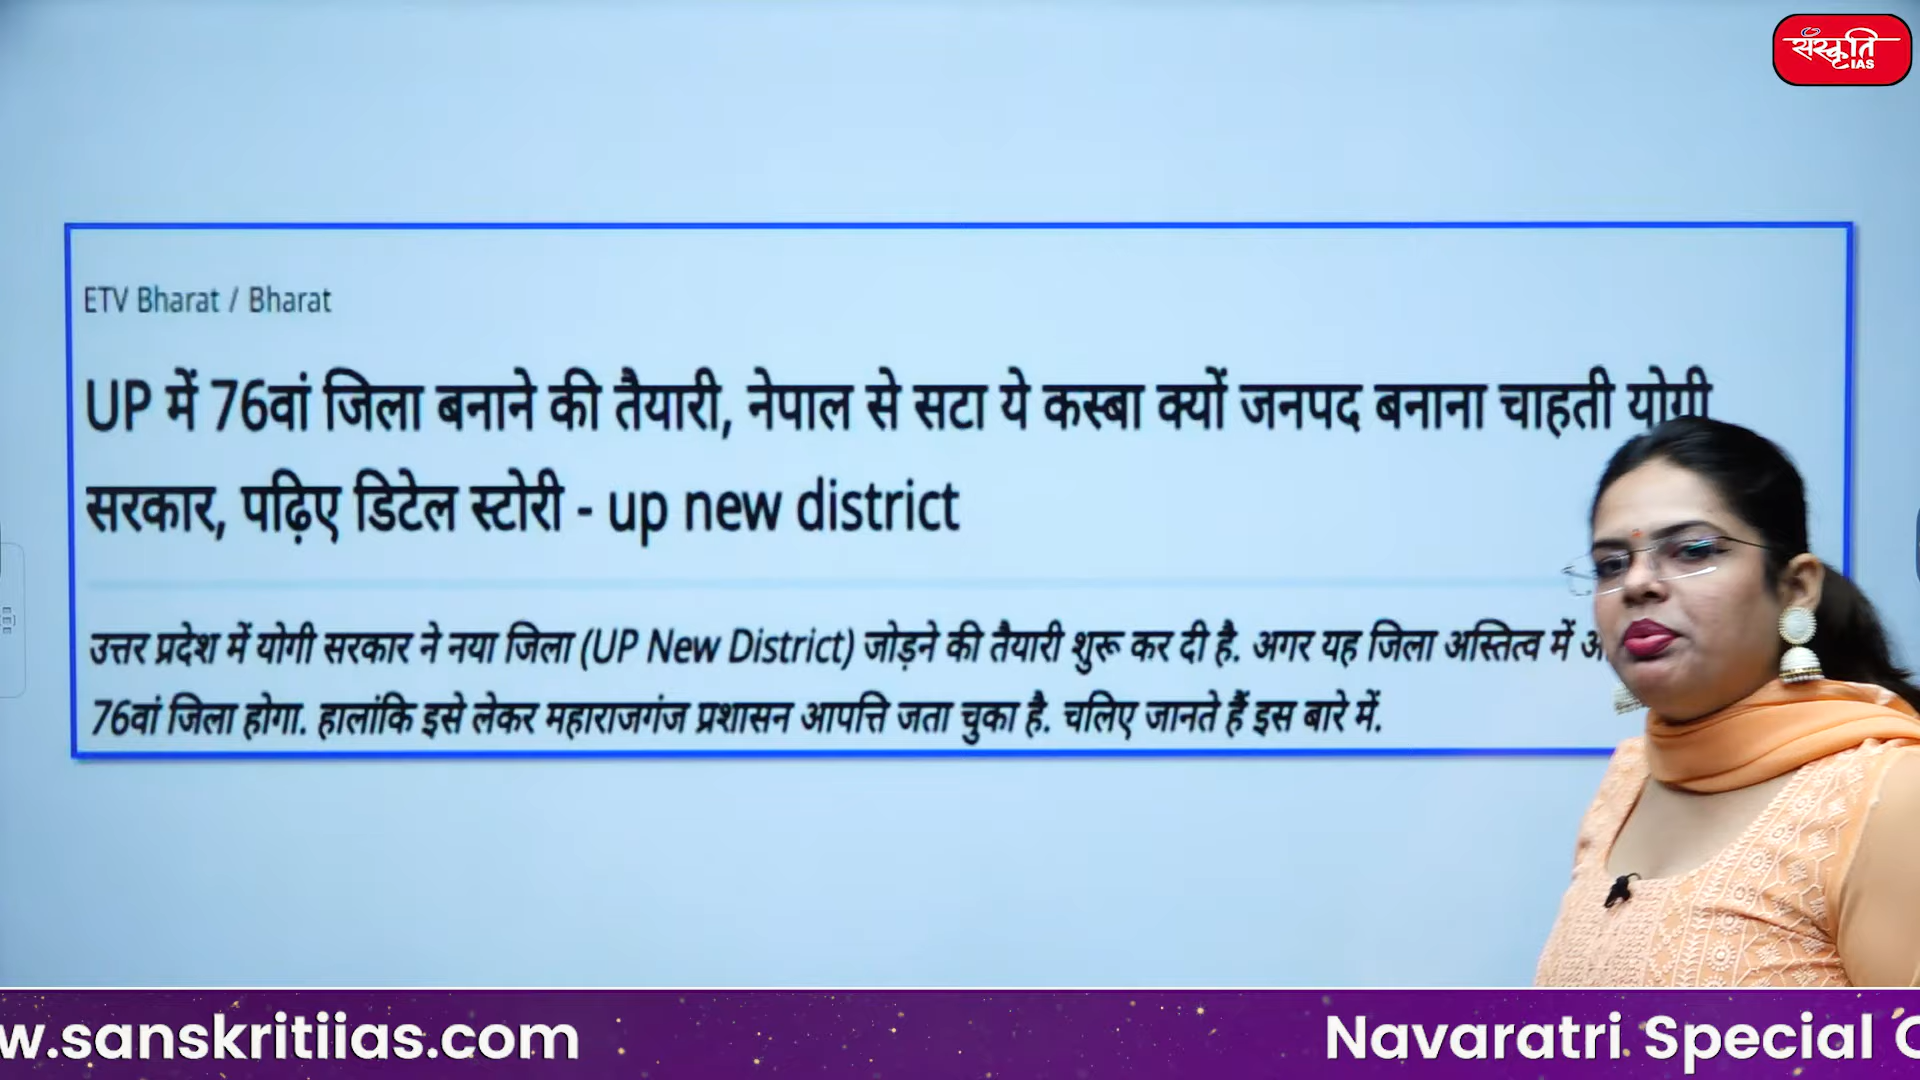 संस्कृति
IAS
ETV Bharat / Bharat
UP में 76वां जिला बनाने की तैयारी, नेपाल से सटा ये कस्बा क्यों जनपद बनाना चाहती योगी
सरकार, पढ़िए डिटेल स्टोरी - up new district
उत्तर प्रदेश में योगी सरकार ने नया जिला (UP New District) जोड़ने की तैयारी शुरू कर दी है. अगर यह जिला अस्तित्व में
76वां जिला होगा. हालांकि इसे लेकर महाराजगंज प्रशासन आपत्ति जता चुका है. चलिए जानते हैं इस बारे में.
w.sanskritiias.com
Navaratri Special